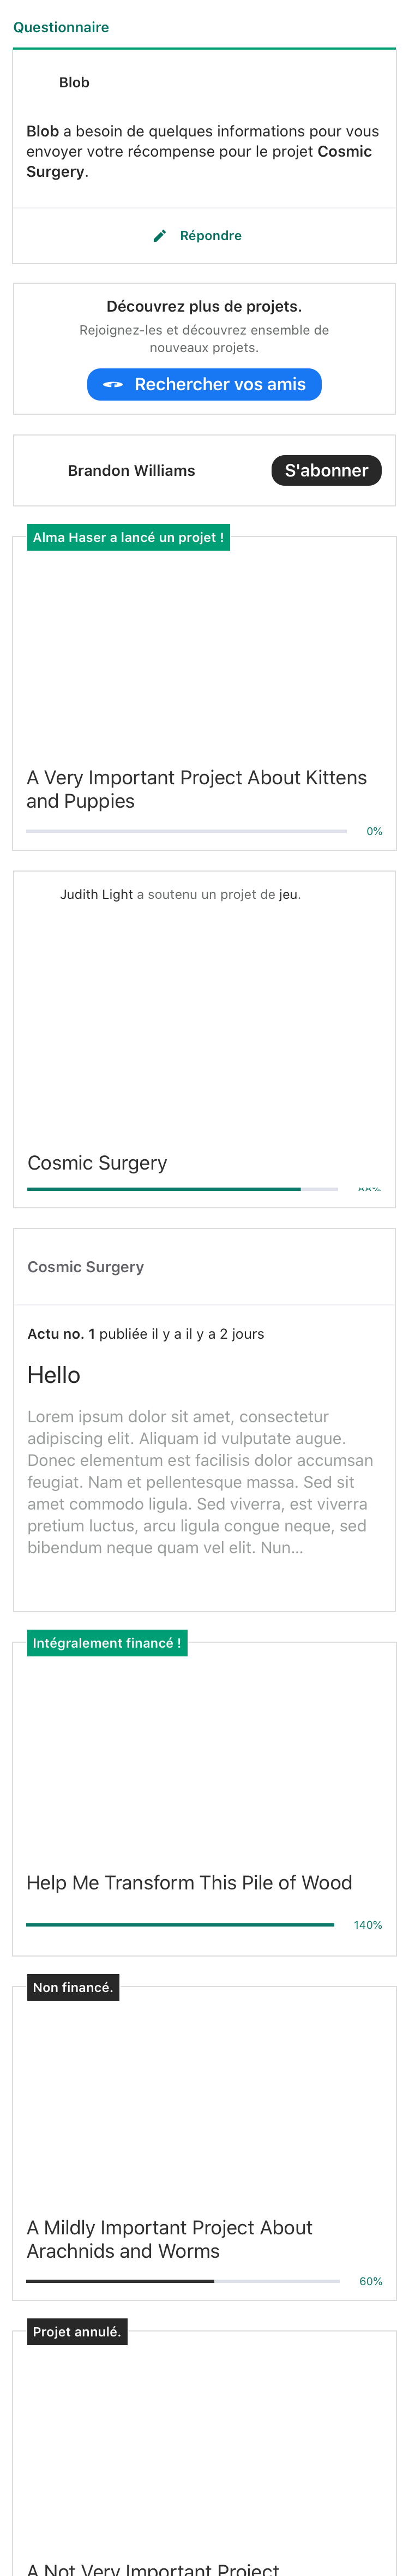 Questionnaire
Blob
Blob a besoin de quelques informations pour vous
envoyer votre récompense pour le projet Cosmic
Surgery.
Répondre
Découvrez plus de projets.
Rejoignez-les et découvrez ensemble de
nouveaux projets.
Rechercher vos amis
Brandon Williams
S'abonner
Alma Haser a lancé un projet !
A Very Important Project About Kittens
and Puppies
0%
Judith Light a soutenu un projet de jeu.
Cosmic Surgery
Cosmic Surgery
Actu no. 1 publiée il y a il y a 2 jours
Hello
Lorem ipsum dolor sit amet, consectetur
adipiscing elit. Aliquam id vulputate augue.
Donec elementum est facilisis dolor accumsan
feugiat. Nam et pellentesque massa. Sed sit
amet commodo ligula. Sed viverra, est viverra
pretium luctus, arcu ligula congue neque, sed
bibendum neque quam vel elit. Nun...
Intégralement financé !
Help Me Transform This Pile of Wood
140%
Non financé.
A Mildly Important Project About
Arachnids and Worms
60%
Projet annulé.
A Not Very Important Project